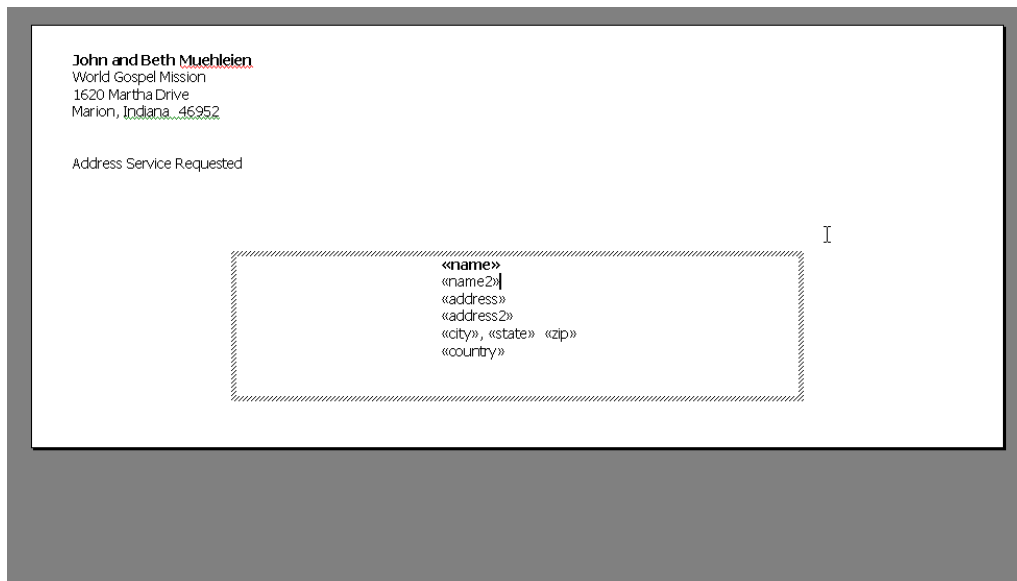 John and Beth Muehleien
World Gospel Mission
1620 Martha Drive
Marion, Indiana  46952
Address Service Requested
«name»
«name2»
«address»
«address2»
«city», «state»  «zip»
«country»